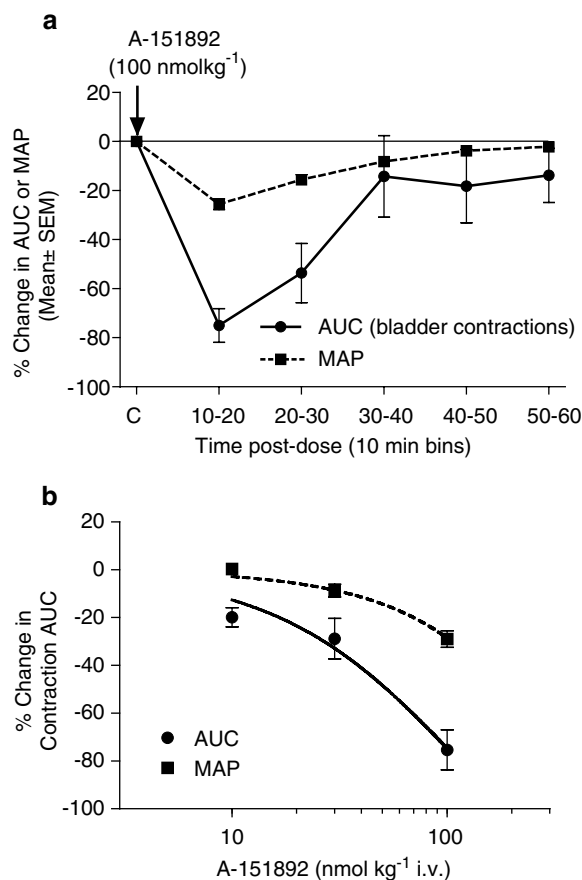 a
A-151892
(100 nmolkg⁻¹)
20
0
-20
-40
-60
-80
-100
% Change in AUC or MAP
(Mean± SEM)
AUC (bladder contractions)
MAP
C
10-20
20-30
30-40
40-50
50-60
Time post-dose (10 min bins)
b
20
0
-20
-40
-60
-80
-100
% Change in
Contraction AUC
AUC
MAP
10
100
A-151892 (nmol kg⁻¹ i.v.)